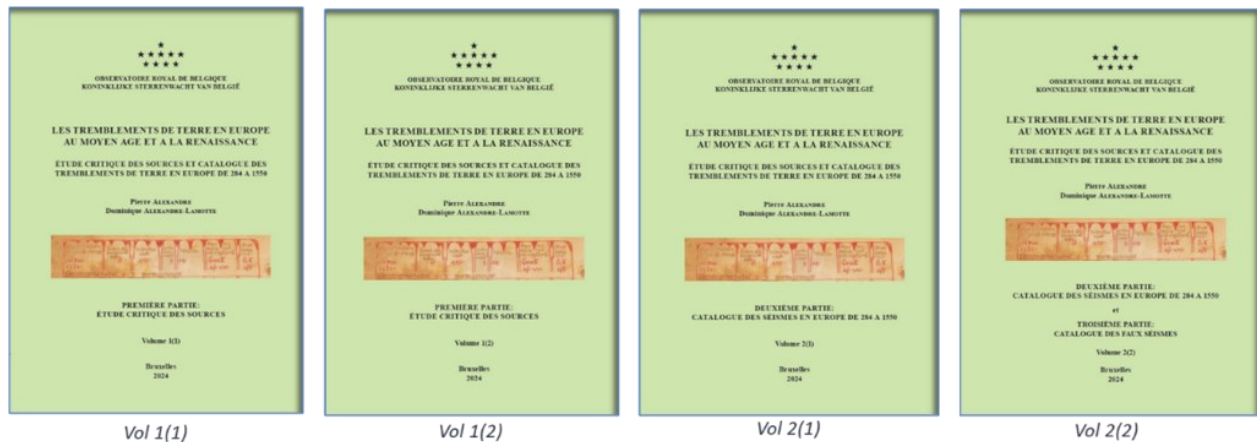 OBSERVATOIRE ROYAL DE BELGIQUE
KONINKLIJKE STERRENWACHT VAN BELGIË
LES TREMBLEMENTS DE TERRE EN EUROPE
AU MOYEN AGE ET A LA RENAISSANCE
ÉTUDE CRITIQUE DES SOURCES ET CATALOGUE DES
TREMBLEMENTS DE TERRE EN EUROPE DE 284 A 1550
Pierre ALEXANDRE
Dominique ALEXANDRE-LAMOTTE
PREMIÈRE PARTIE:
ÉTUDE CRITIQUE DES SOURCES
Volume 1(1)
Bruxelles
2024
Vol 1(1)
OBSERVATOIRE ROYAL DE BELGIQUE
KONINKLIJKE STERRENWACHT VAN BELGIË
LES TREMBLEMENTS DE TERRE EN EUROPE
AU MOYEN AGE ET A LA RENAISSANCE
ÉTUDE CRITIQUE DES SOURCES ET CATALOGUE DES
TREMBLEMENTS DE TERRE EN EUROPE DE 284 A 1550
Pierre ALEXANDRE
Dominique ALEXANDRE-LAMOTTE
PREMIÈRE PARTIE:
ÉTUDE CRITIQUE DES SOURCES
Volume 1(2)
Bruxelles
2024
Vol 1(2)
OBSERVATOIRE ROYAL DE BELGIQUE
KONINKLIJKE STERRENWACHT VAN BELGIË
LES TREMBLEMENTS DE TERRE EN EUROPE
AU MOYEN AGE ET A LA RENAISSANCE
ÉTUDE CRITIQUE DES SOURCES ET CATALOGUE DES
TREMBLEMENTS DE TERRE EN EUROPE DE 284 A 1550
Pierre ALEXANDRE
Dominique ALEXANDRE-LAMOTTE
DEUXIÈME PARTIE:
CATALOGUE DES SÉISMES EN EUROPE DE 284 A 1550
Volume 2(1)
Bruxelles
2024
Vol 2(1)
OBSERVATOIRE ROYAL DE BELGIQUE
KONINKLIJKE STERRENWACHT VAN BELGIË
LES TREMBLEMENTS DE TERRE EN EUROPE
AU MOYEN AGE ET A LA RENAISSANCE
ÉTUDE CRITIQUE DES SOURCES ET CATALOGUE DES
TREMBLEMENTS DE TERRE EN EUROPE DE 284 A 1550
Pierre ALEXANDRE
Dominique ALEXANDRE-LAMOTTE
DEUXIÈME PARTIE:
CATALOGUE DES SÉISMES EN EUROPE DE 284 A 1550
et
TROISIÈME PARTIE:
CATALOGUE DES FAUX SÉISMES
Volume 2(2)
Bruxelles
2024
Vol 2(2)